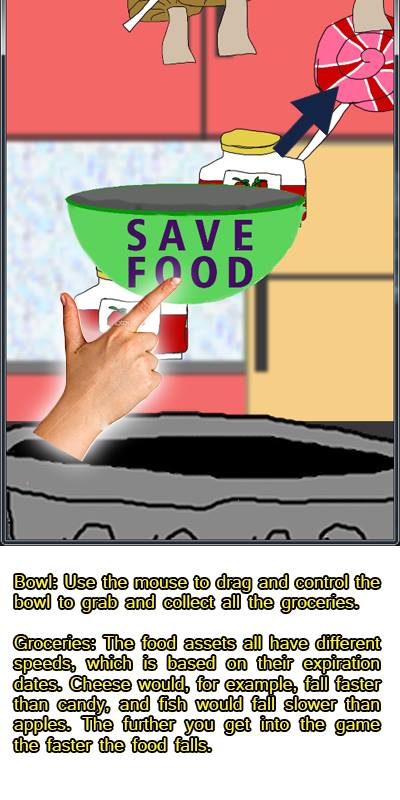 SAVE
FOOD
Bowl: Use the mouse to drag and control the
bowl to grab and collect all the groceries.
Groceries: The food assets all have different
speeds, which is based on their expiration
dates. Cheese would, for example, fall faster
than candy, and fish would fall slower than
apples. The further you get into the game
the faster the food falls.